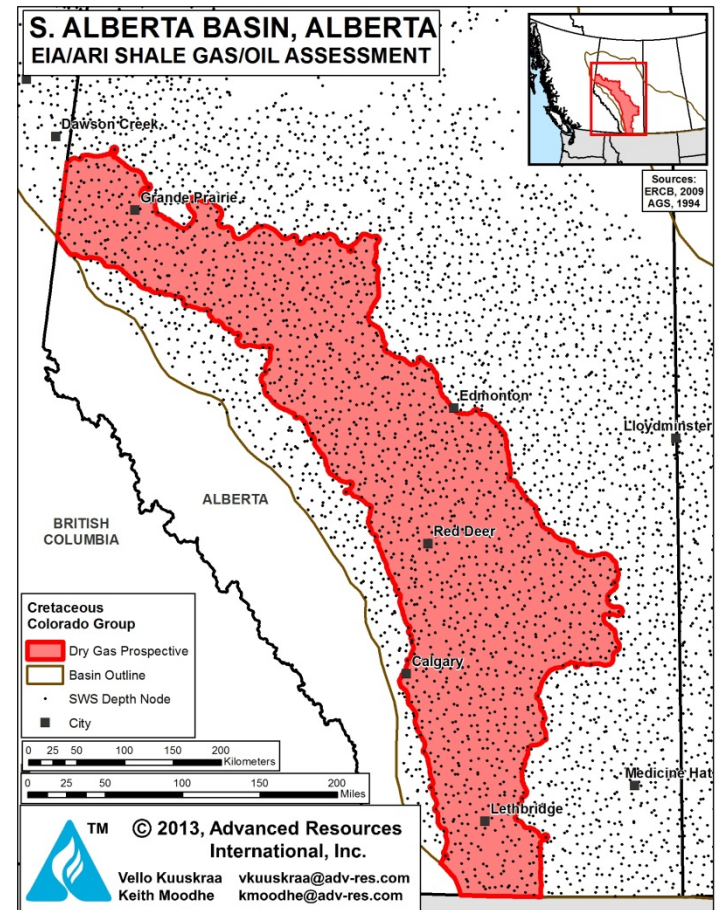 S. ALBERTA BASIN, ALBERTA
EIA/ARI SHALE GAS/OIL ASSESSMENT
Sources:
ERCB, 2009
AGS, 1994
Dawson Creek
Grande Prairie
Edmonton
Lloydminster
ALBERTA
BRITISH
COLUMBIA
Red Deer
Calgary
Medicine Hat
Lethbridge
Cretaceous
Colorado Group
Dry Gas Prospective
Basin Outline
SWS Depth Node
City
0 25 50 100 150 200
Kilometers
0 25 50 100 150 200
Miles
TM
© 2013, Advanced Resources
International, Inc.
Vello Kuuskraa vkuuskraa@adv-res.com
Keith Moodhe kmoodhe@adv-res.com